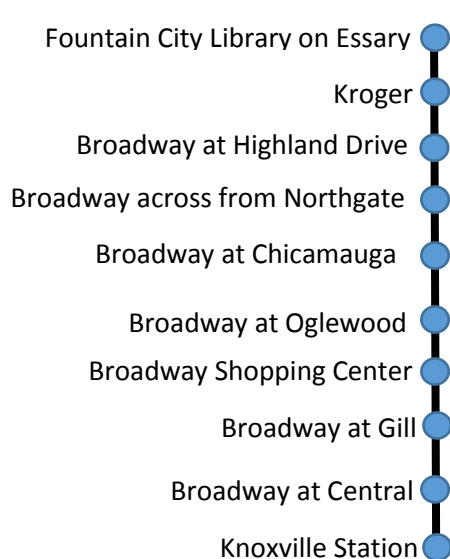 Fountain City Library on Essary
Kroger
Broadway at Highland Drive
Broadway across from Northgate
Broadway at Chicamauga
Broadway at Oglewood
Broadway Shopping Center
Broadway at Gill
Broadway at Central
Knoxville Station